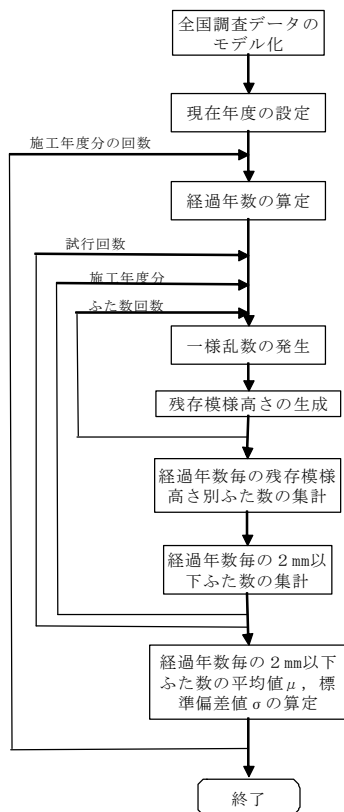 全国調査データの
モデル化
現在年度の設定
施工年度分の回数
経過年数の算定
試行回数
施工年度分
ふた数回数
一様乱数の発生
残存模様高さの生成
経過年数毎の残存模様
高さ別ふた数の集計
経過年数毎の２㎜以
下ふた数の集計
経過年数毎の２㎜以下
ふた数の平均値μ，標
準偏差値σの算定
終了